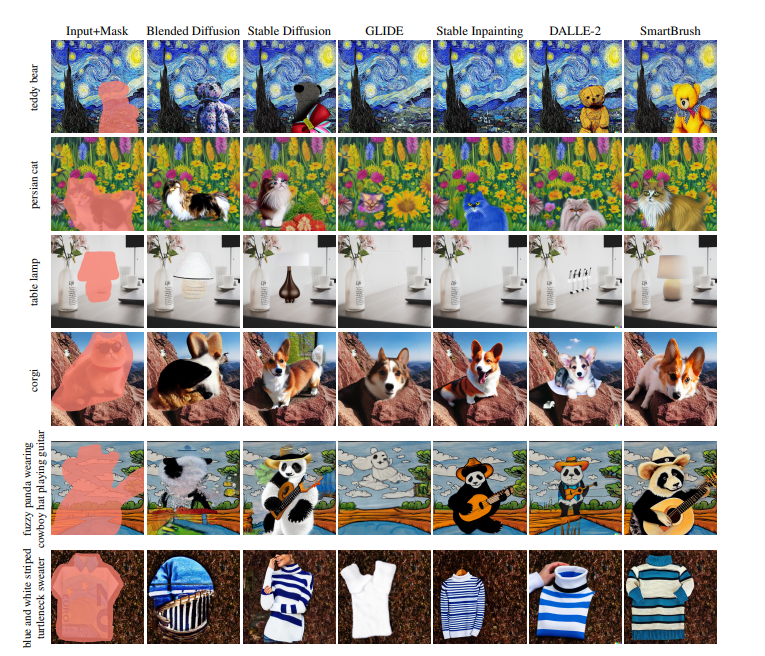 Input+Mask Blended Diffusion Stable Diffusion GLIDE Stable Inpainting DALLE-2 SmartBrush
teddy bear
persian cat
table lamp
corgi
fuzzy panda wearing
cowboy hat playing guitar
blue and white striped
turtleneck sweater